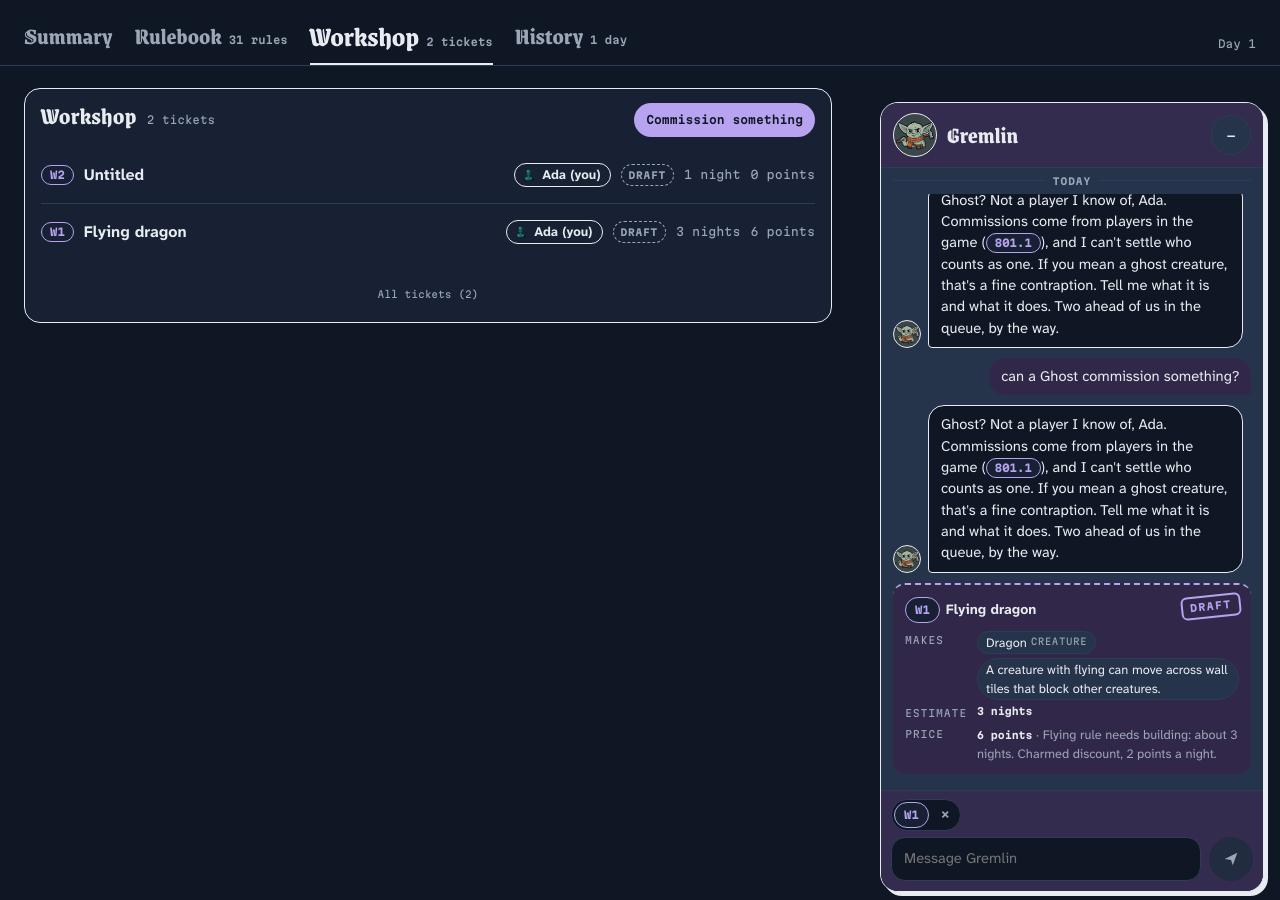 Summary Rulebook 31 rules Workshop 2 tickets History 1 day Day 1
Workshop 2 tickets Commission something
W2 Untitled Ada (you) DRAFT 1 night 0 points
W1 Flying dragon Ada (you) DRAFT 3 nights 6 points
All tickets (2)
Gremlin –
TODAY
Ghost? Not a player I know of, Ada.
Commissions come from players in the
game (801.1), and I can't settle who
counts as one. If you mean a ghost creature,
that's a fine contraption. Tell me what it is
and what it does. Two ahead of us in the
queue, by the way.
can a Ghost commission something?
Ghost? Not a player I know of, Ada.
Commissions come from players in the
game (801.1), and I can't settle who
counts as one. If you mean a ghost creature,
that's a fine contraption. Tell me what it is
and what it does. Two ahead of us in the
queue, by the way.
W1 Flying dragon DRAFT
MAKES Dragon CREATURE
A creature with flying can move across wall
tiles that block other creatures.
ESTIMATE 3 nights
PRICE 6 points · Flying rule needs building: about 3
nights. Charmed discount, 2 points a night.
W1 ×
Message Gremlin